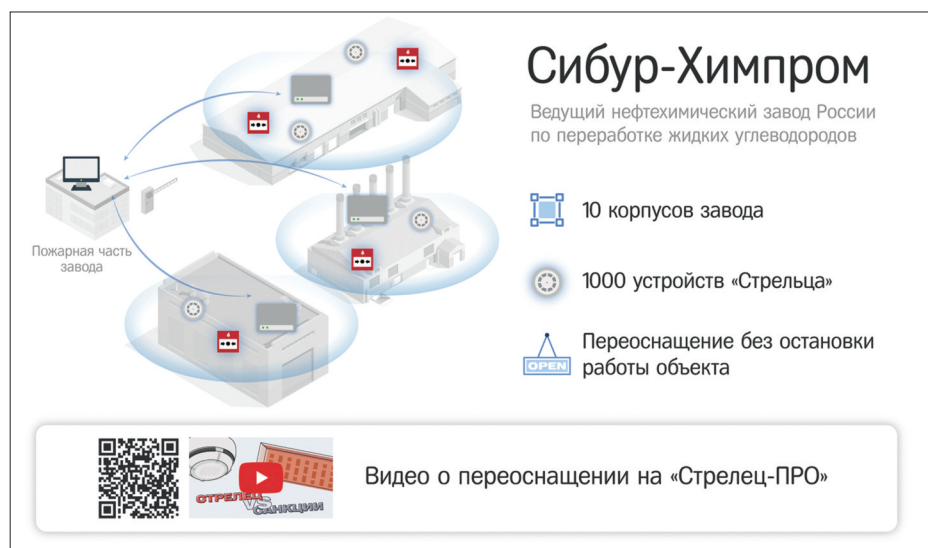 Сибур-Химпром
Ведущий нефтехимический завод России
по переработке жидких углеводородов
10 корпусов завода
Пожарная часть
завода
1000 устройств «Стрельца»
Переоснащение без остановки
работы объекта
OPEN
СТРЕЛЕЦ
VS
САНКЦИИ
Видео о переоснащении на «Стрелец-ПРО»